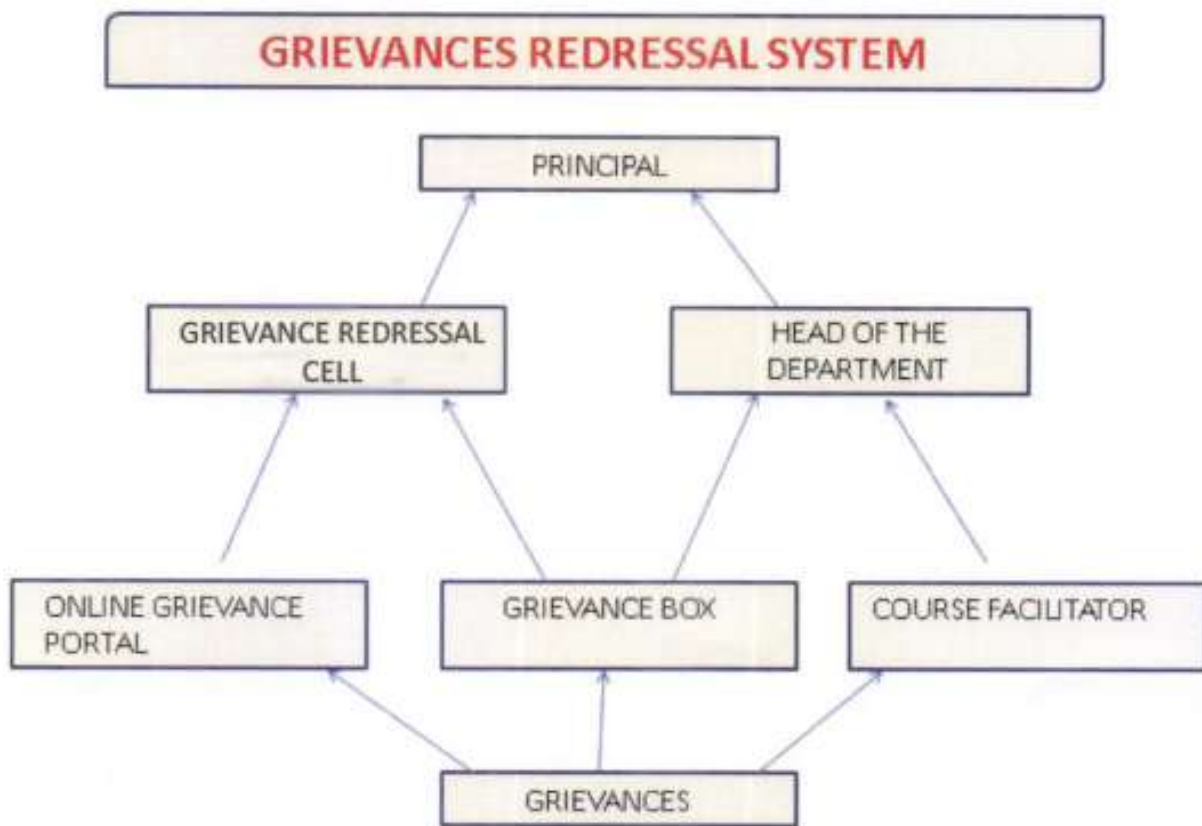 GRIEVANCES REDRESSAL SYSTEM
PRINCIPAL
GRIEVANCE REDRESSAL
CELL
HEAD OF THE
DEPARTMENT
ONLINE GRIEVANCE
PORTAL
GRIEVANCE BOX
COURSE FACILITATOR
GRIEVANCES